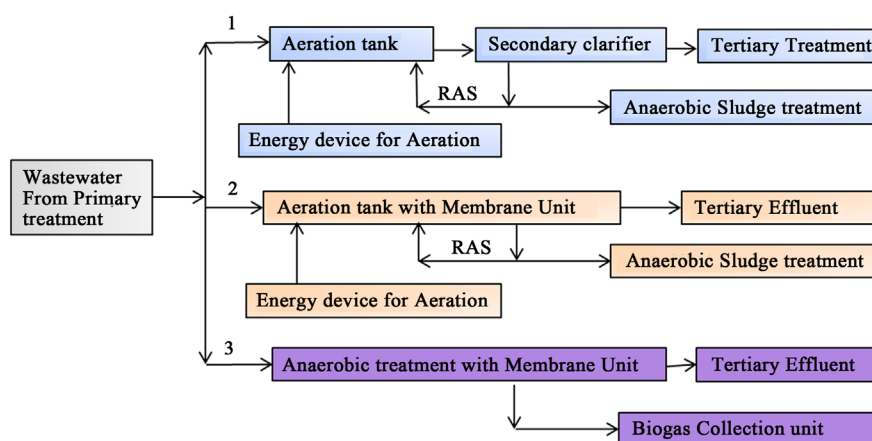 1
Aeration tank
Secondary clarifier
Tertiary Treatment
RAS
Anaerobic Sludge treatment
Energy device for Aeration
Wastewater
From Primary
treatment
2
Aeration tank with Membrane Unit
Tertiary Effluent
RAS
Anaerobic Sludge treatment
Energy device for Aeration
3
Anaerobic treatment with Membrane Unit
Tertiary Effluent
Biogas Collection unit